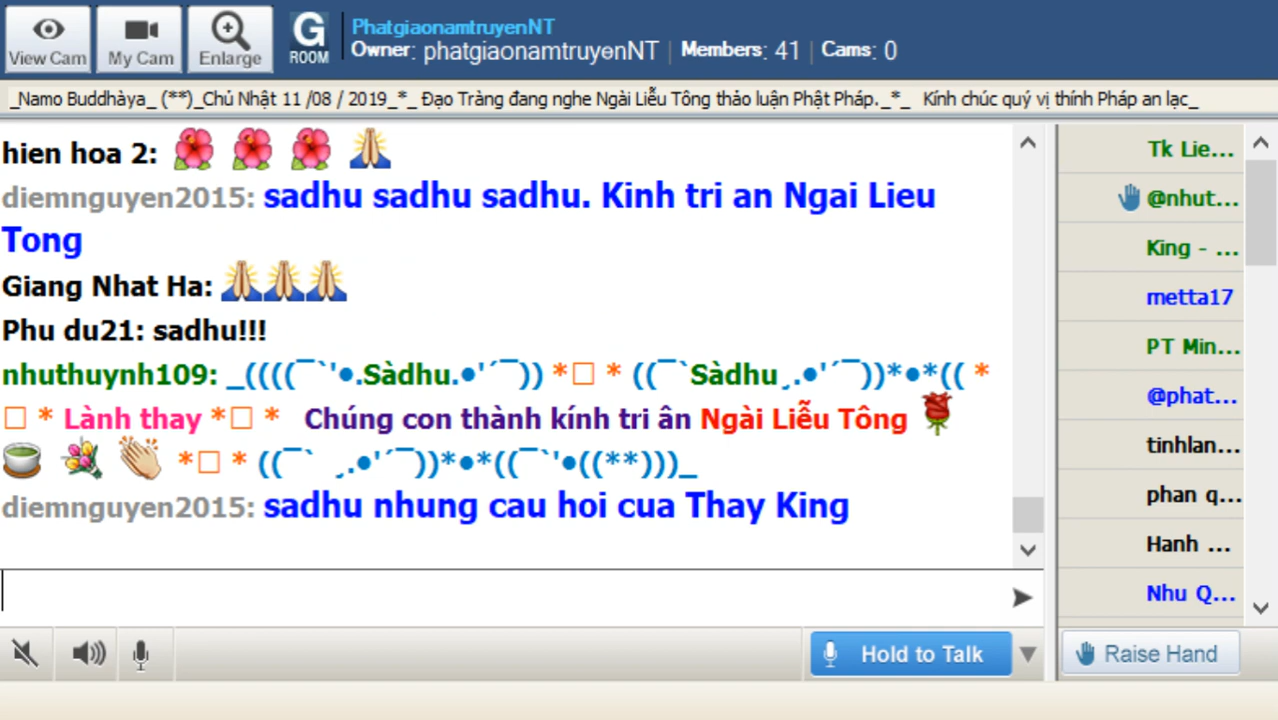 View Cam
My Cam
Enlarge
G ROOM
PhatgiaonamtruyenNT
Owner: phatgiaonamtruyenNT | Members: 41 | Cams: 0
_Namo Buddhàya_ (**)_Chủ Nhật 11 /08 / 2019_*_ Đạo Tràng đang nghe Ngài Liễu Tông thảo luận Phật Pháp._*_ Kính chúc quý vị thính Pháp an lạc_
hien hoa 2: 🌺 🌺 🌺 🙏
diemnguyen2015: sadhu sadhu sadhu. Kinh tri an Ngai Lieu
Tong
Giang Nhat Ha: 🙏🙏🙏
Phu du21: sadhu!!!
nhuthuynh109: _((((¯`'●.Sàdhu.●'´¯)) *□ * ((¯`Sàdhu¸.●'´¯))*●*(( *
□ * Lành thay *□ * Chúng con thành kính tri ân Ngài Liễu Tông 🌹
🍵 💐 👏 *□ * ((¯` ¸.●'´¯))*●*((¯`'●((**)))_
diemnguyen2015: sadhu nhung cau hoi cua Thay King
Tk Lie...
@nhut...
King - ...
metta17
PT Min...
@phat...
tinhlan...
phan q...
Hanh ...
Nhu Q...
Hold to Talk
Raise Hand